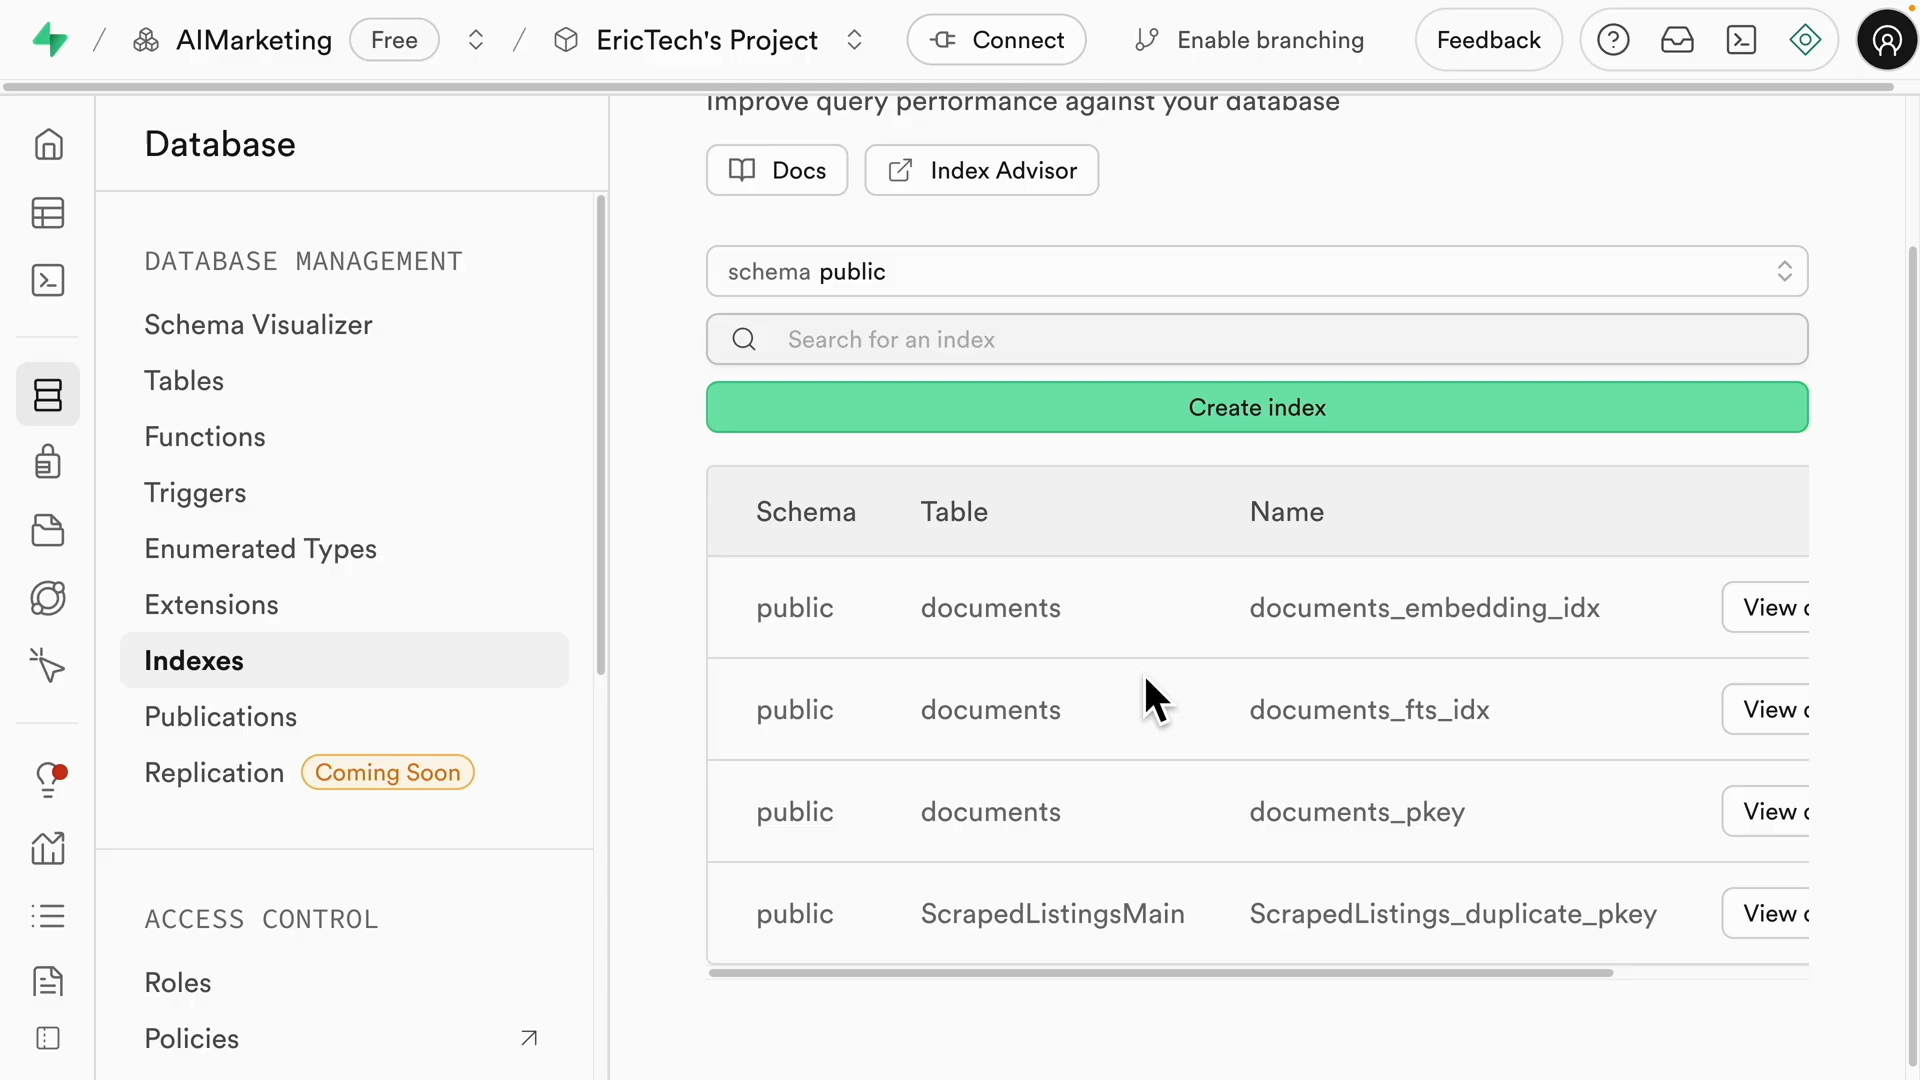 / AIMarketing Free / EricTech's Project Connect Enable branching Feedback
Database
DATABASE MANAGEMENT
Schema Visualizer
Tables
Functions
Triggers
Enumerated Types
Extensions
Indexes
Publications
Replication Coming Soon
ACCESS CONTROL
Roles
Policies
Improve query performance against your database
Docs Index Advisor
schema public
Search for an index
Create index
Schema Table Name
public documents documents_embedding_idx View
public documents documents_fts_idx View
public documents documents_pkey View
public ScrapedListingsMain ScrapedListings_duplicate_pkey View